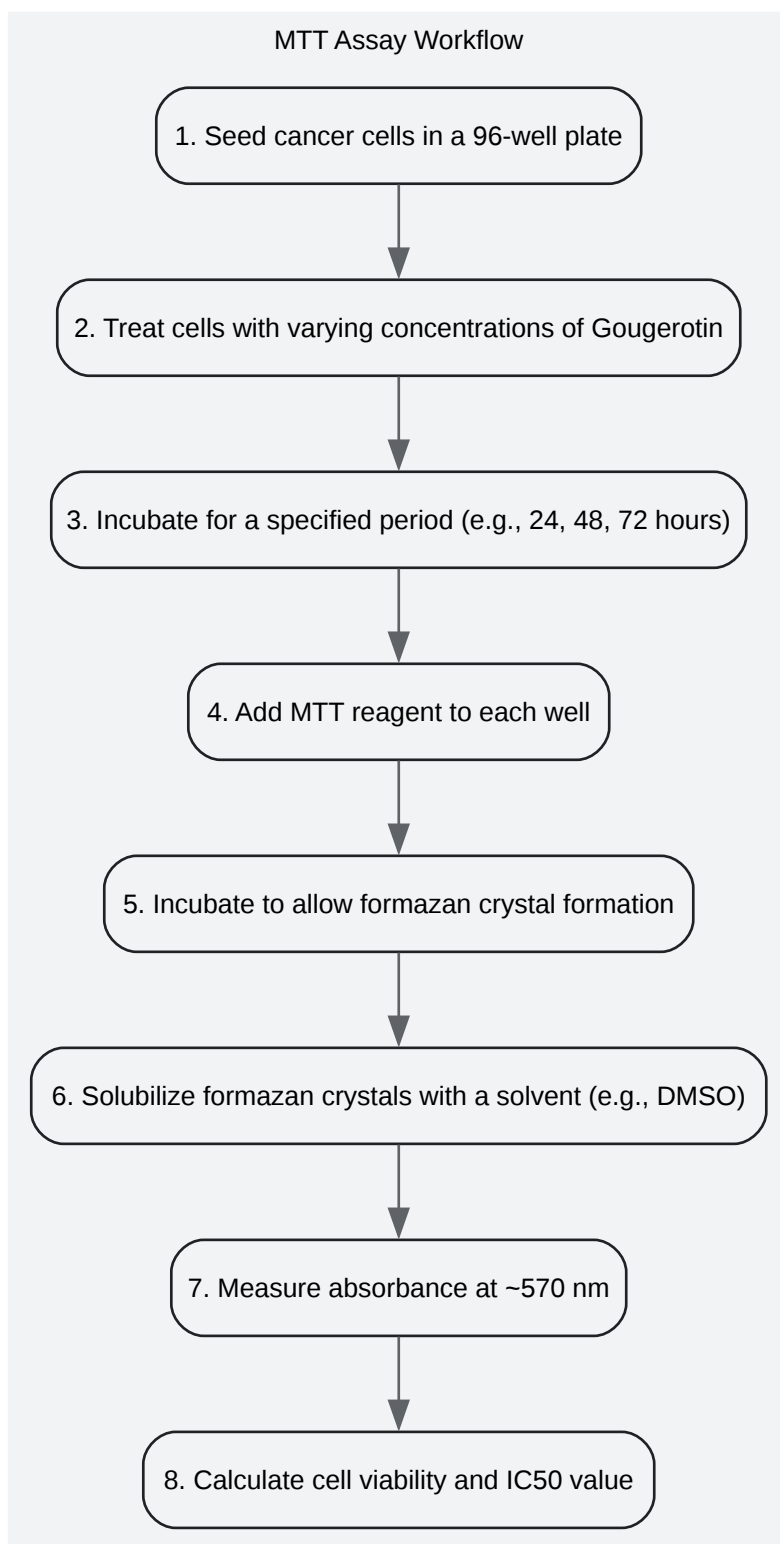 MTT Assay Workflow
1. Seed cancer cells in a 96-well plate
2. Treat cells with varying concentrations of Gougerotin
3. Incubate for a specified period (e.g., 24, 48, 72 hours)
4. Add MTT reagent to each well
5. Incubate to allow formazan crystal formation
6. Solubilize formazan crystals with a solvent (e.g., DMSO)
7. Measure absorbance at ~570 nm
8. Calculate cell viability and IC50 value